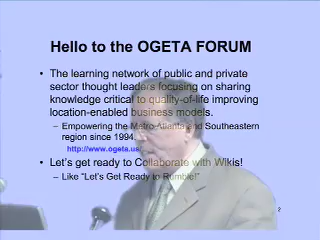 Hello to the OGETA FORUM
• The learning network of public and private
sector thought leaders focusing on sharing
knowledge critical to quality-of-life improving
location-enabled business models.
– Empowering the Metro Atlanta and Southeastern
region since 1994.
http://www.ogeta.us
• Let's get ready to Collaborate with Wikis!
– Like "Let's Get Ready to Rumble!"
2